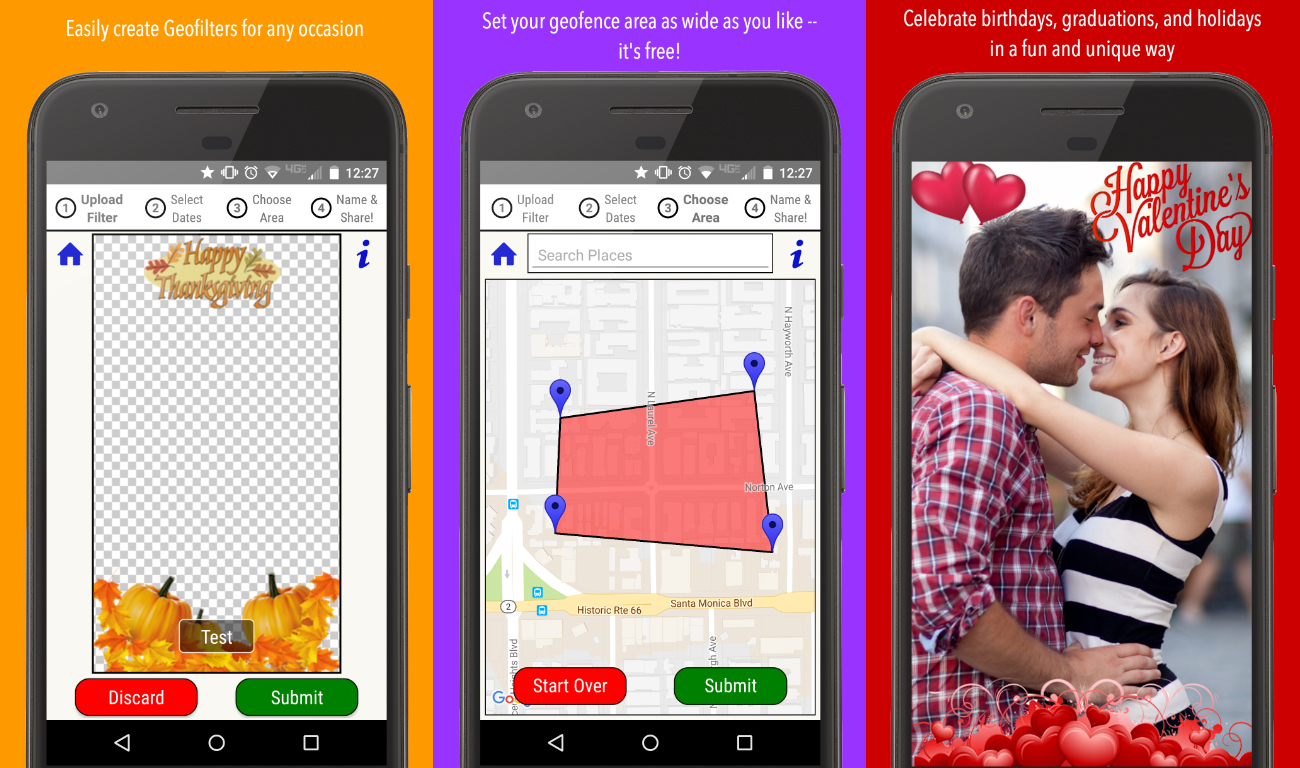 Easily create Geofilters for any occasion
12:27
1 Upload Filter
2 Select Dates
3 Choose Area
4 Name & Share!
i
Happy
Thanksgiving
Test
Discard
Submit
Set your geofence area as wide as you like --
it's free!
4G
12:27
1 Upload Filter
2 Select Dates
3 Choose Area
4 Name & Share!
Search Places
i
N Hayworth Ave
N Laurel Ave
Norton Ave
2
Historic Rte 66
Santa Monica Blvd
Start Over
Submit
Celebrate birthdays, graduations, and holidays
in a fun and unique way
Happy
Valentine's
Day